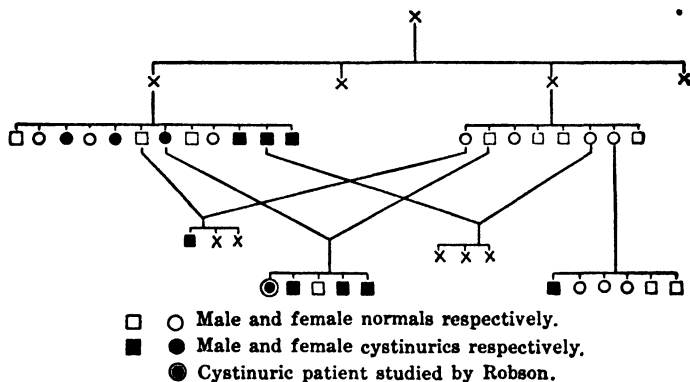 Male and female normals respectively.
Male and female cystinurics respectively.
Cystinuric patient studied by Robson.